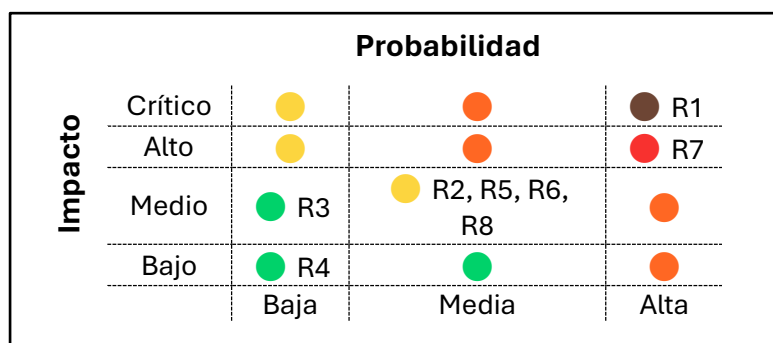 Probabilidad
Impacto
Crítico
R1
Alto
R7
Medio
R3
R2, R5, R6,
R8
Bajo
R4
Baja
Media
Alta